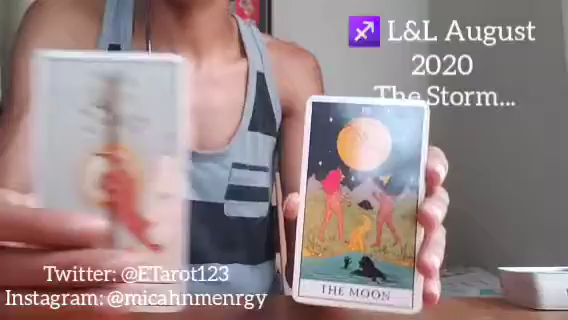 ♐ L&L August
2020
The Storm...
THE MOON
Twitter: @ETarot123
Instagram: @micahnmenrgy